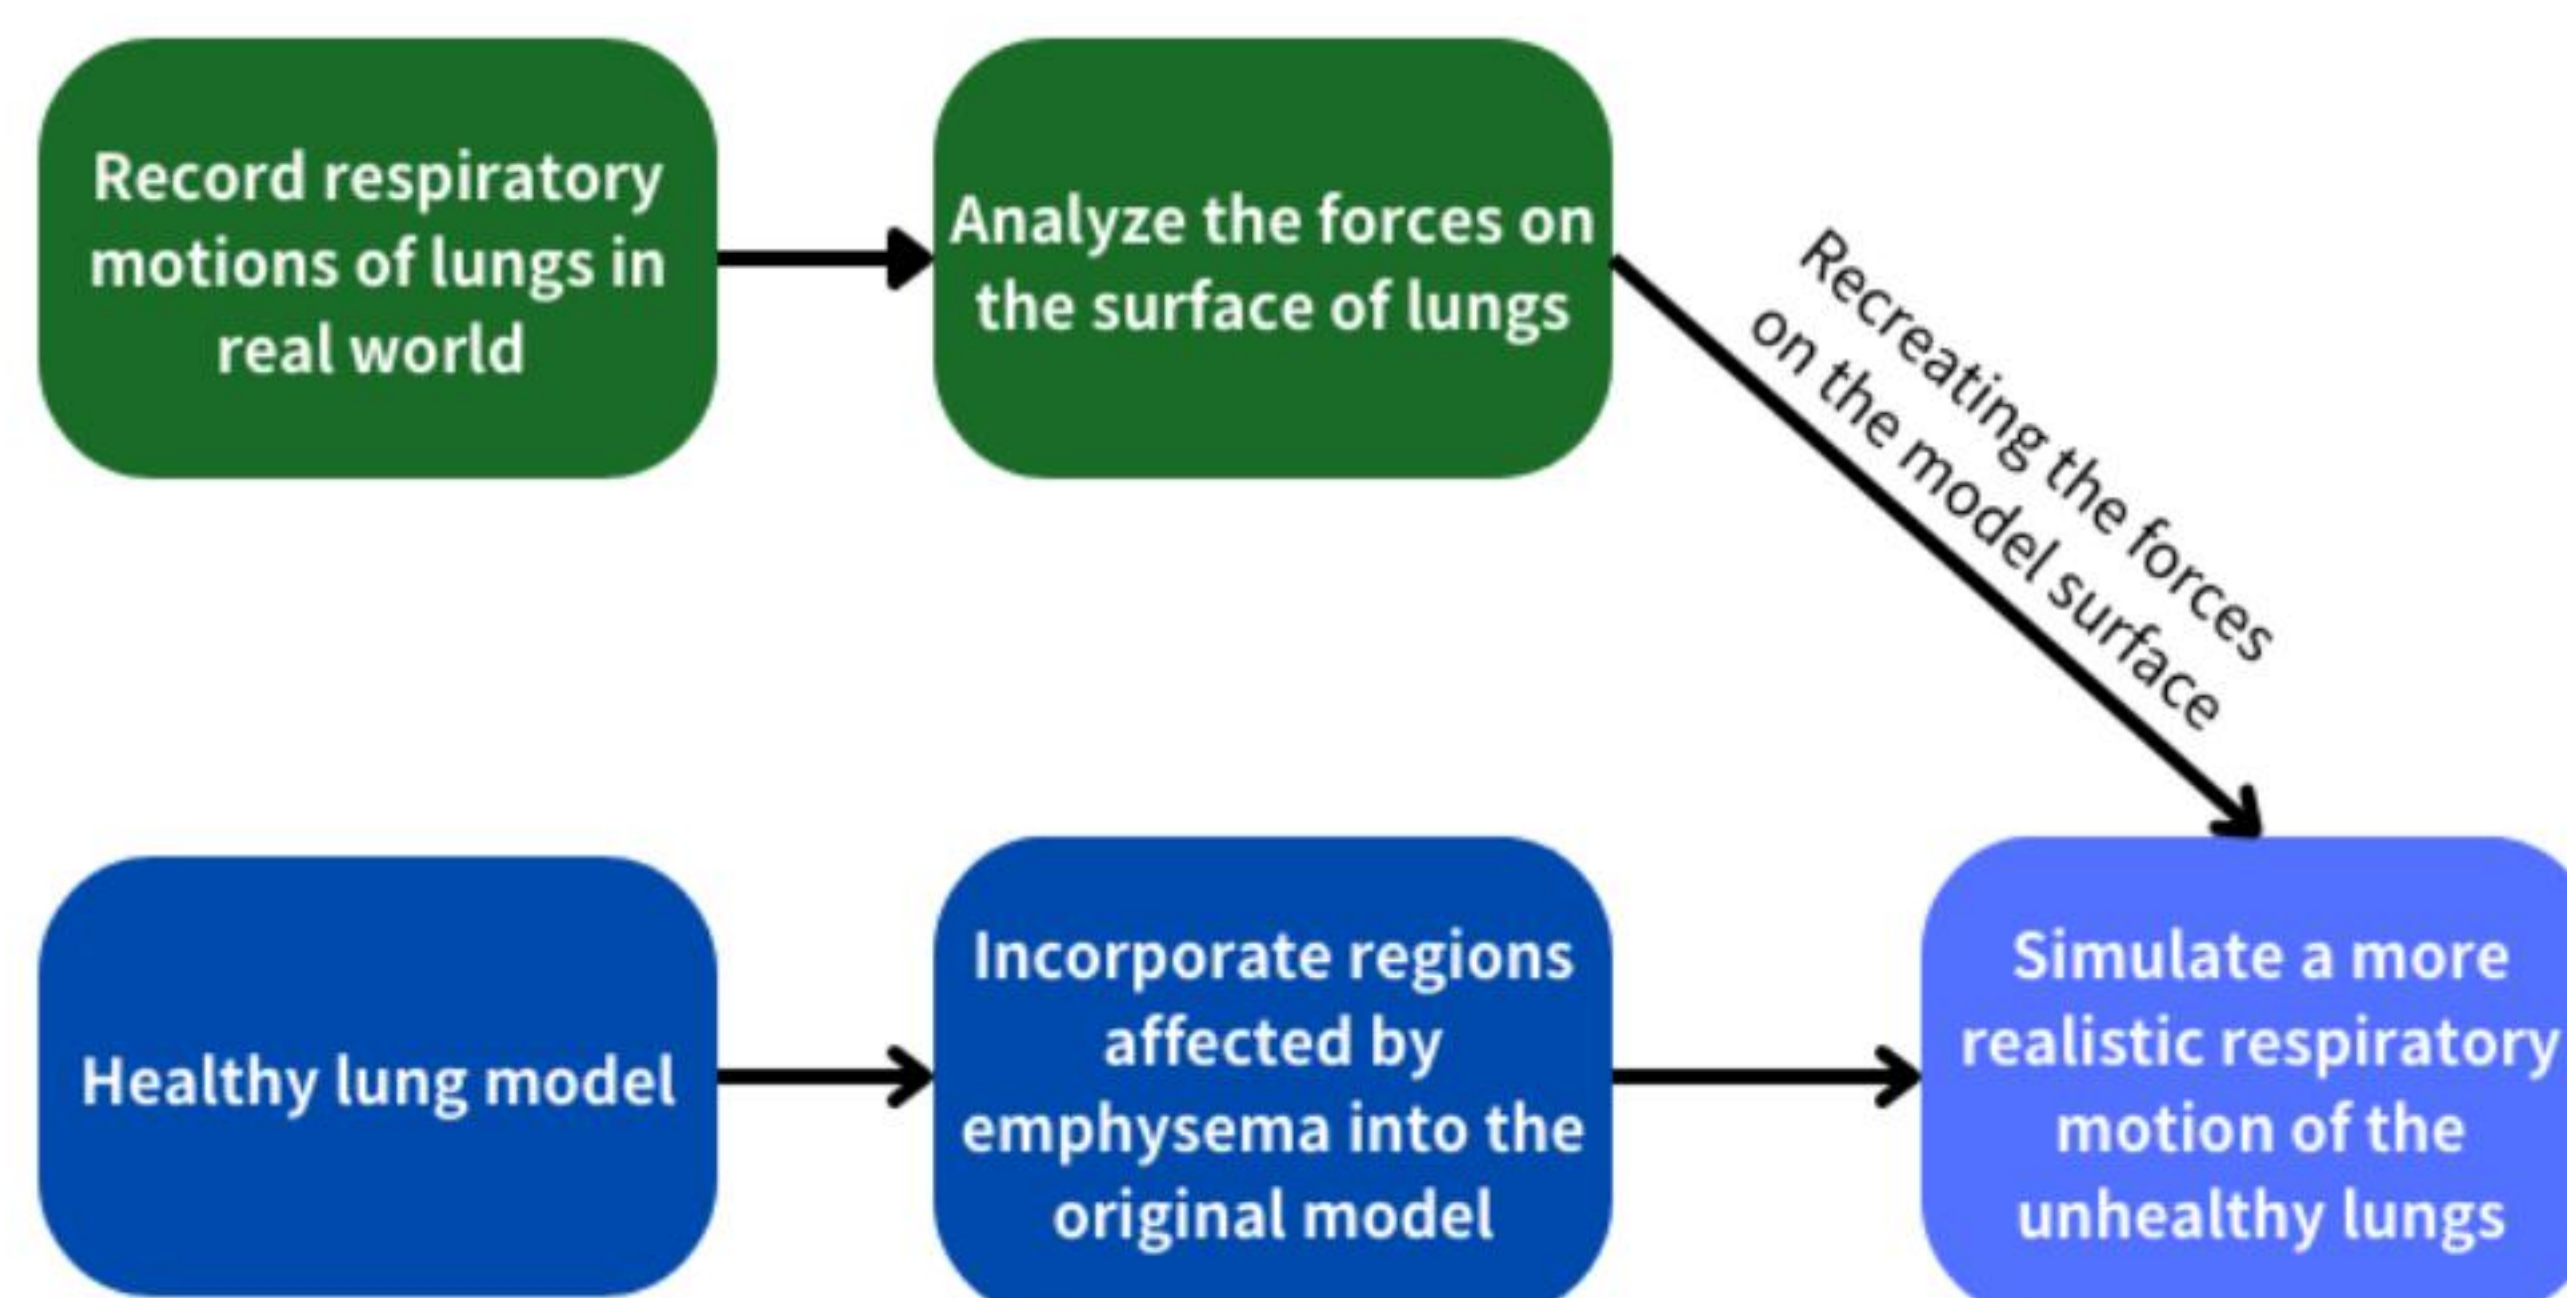 Record respiratory
motions of lungs in
real world
Analyze the forces on
the surface of lungs
Recreating the forces
on the model surface
Healthy lung model
Incorporate regions
affected by
emphysema into the
original model
Simulate a more
realistic respiratory
motion of the
unhealthy lungs